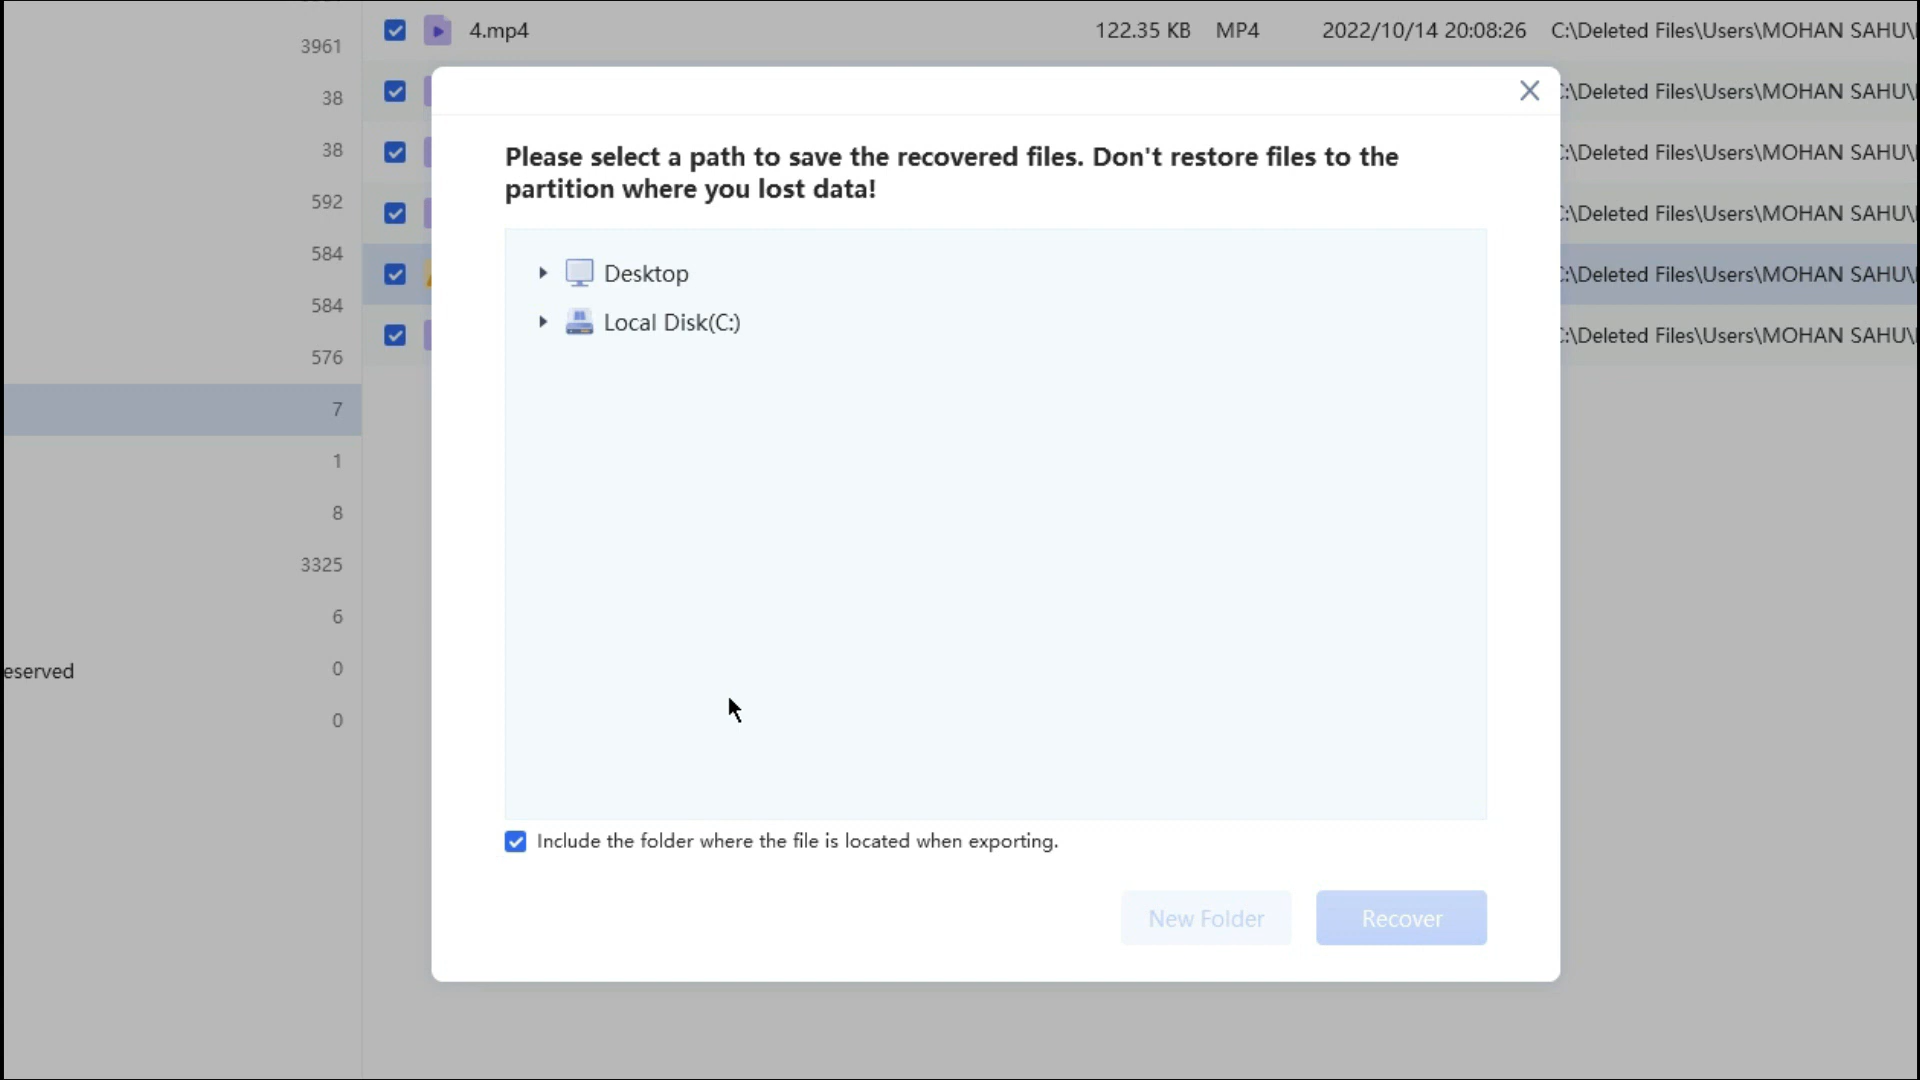 3961
38
38
592
584
584
576
7
1
8
3325
6
eserved 0
0
4.mp4 122.35 KB MP4 2022/10/14 20:08:26 C:\Deleted Files\Users\MOHAN SAHU\
:\Deleted Files\Users\MOHAN SAHU\
:\Deleted Files\Users\MOHAN SAHU\
:\Deleted Files\Users\MOHAN SAHU\
:\Deleted Files\Users\MOHAN SAHU\
:\Deleted Files\Users\MOHAN SAHU\
Please select a path to save the recovered files. Don't restore files to the
partition where you lost data!
Desktop
Local Disk(C:)
Include the folder where the file is located when exporting.
New Folder Recover